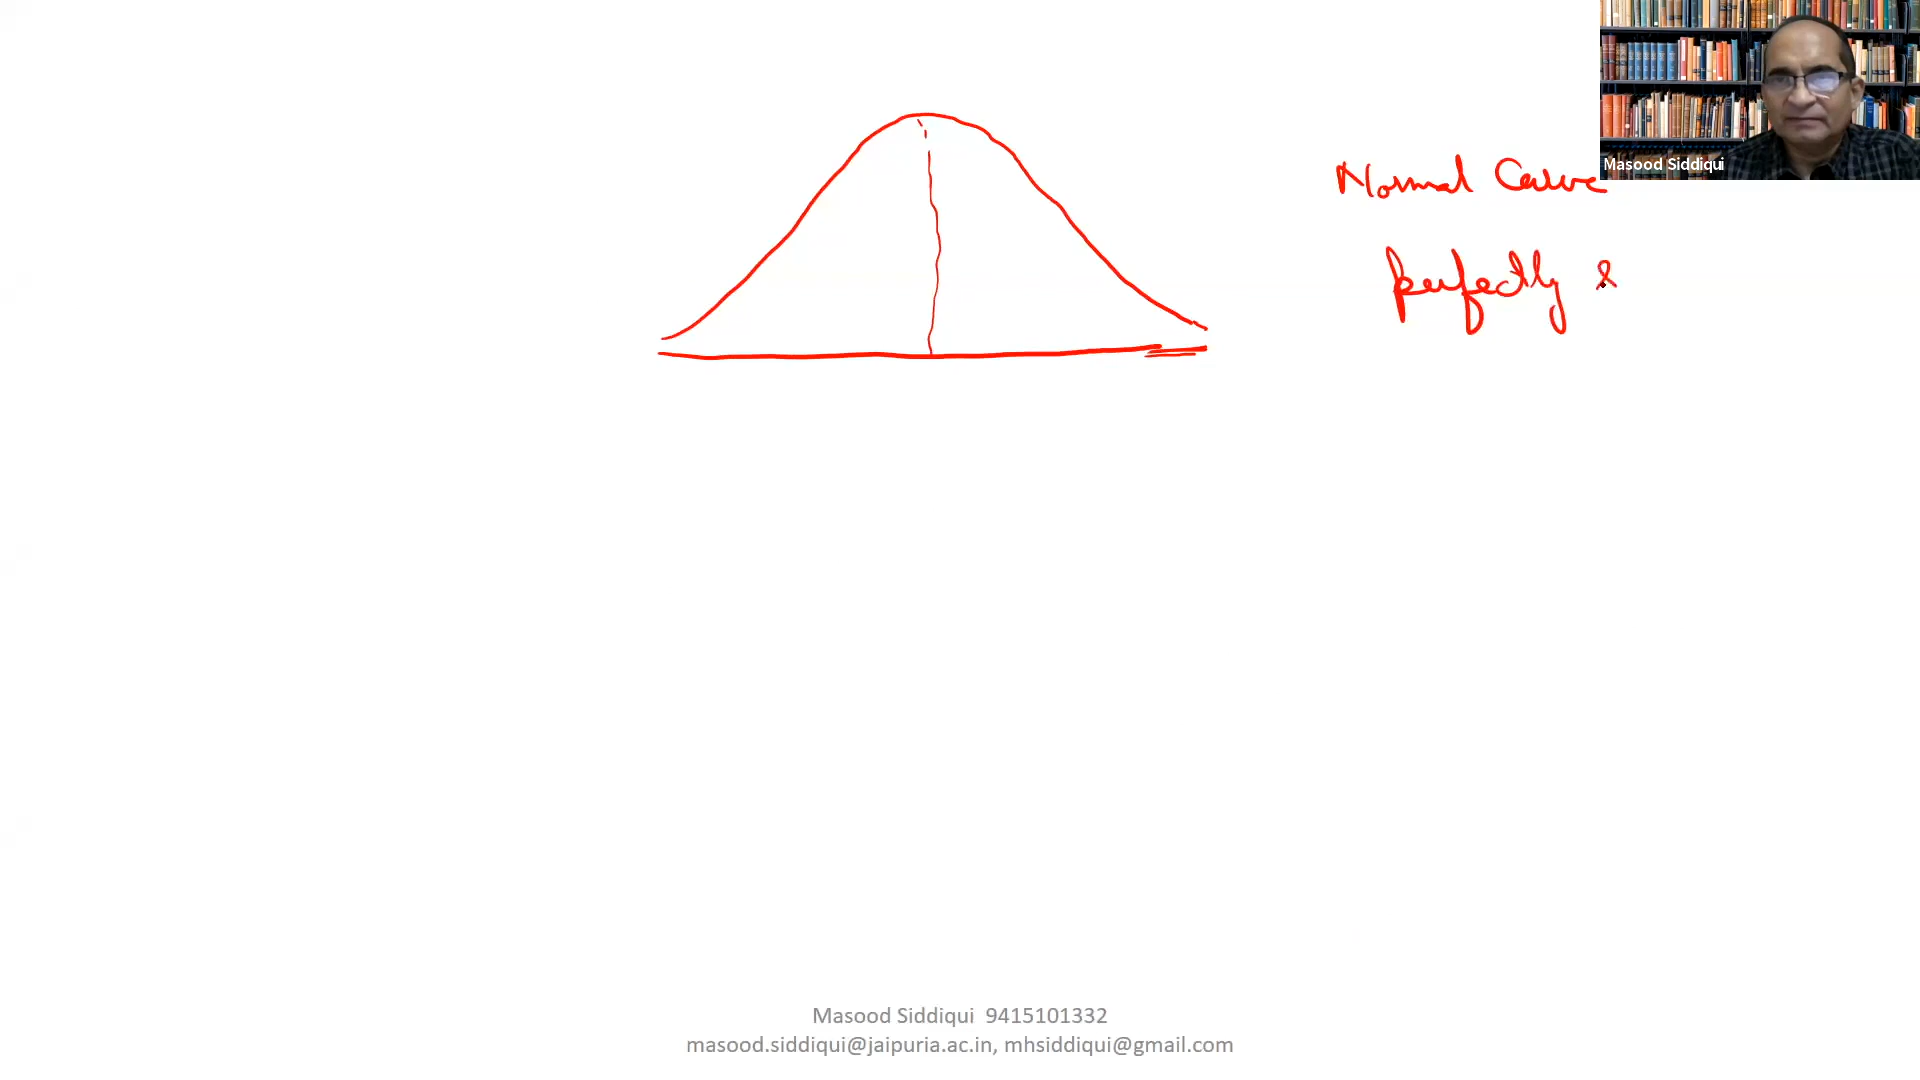 Masood Siddiqui
Normal Curve
perfectly s
Masood Siddiqui 9415101332
masood.siddiqui@jaipuria.ac.in, mhsiddiqui@gmail.com